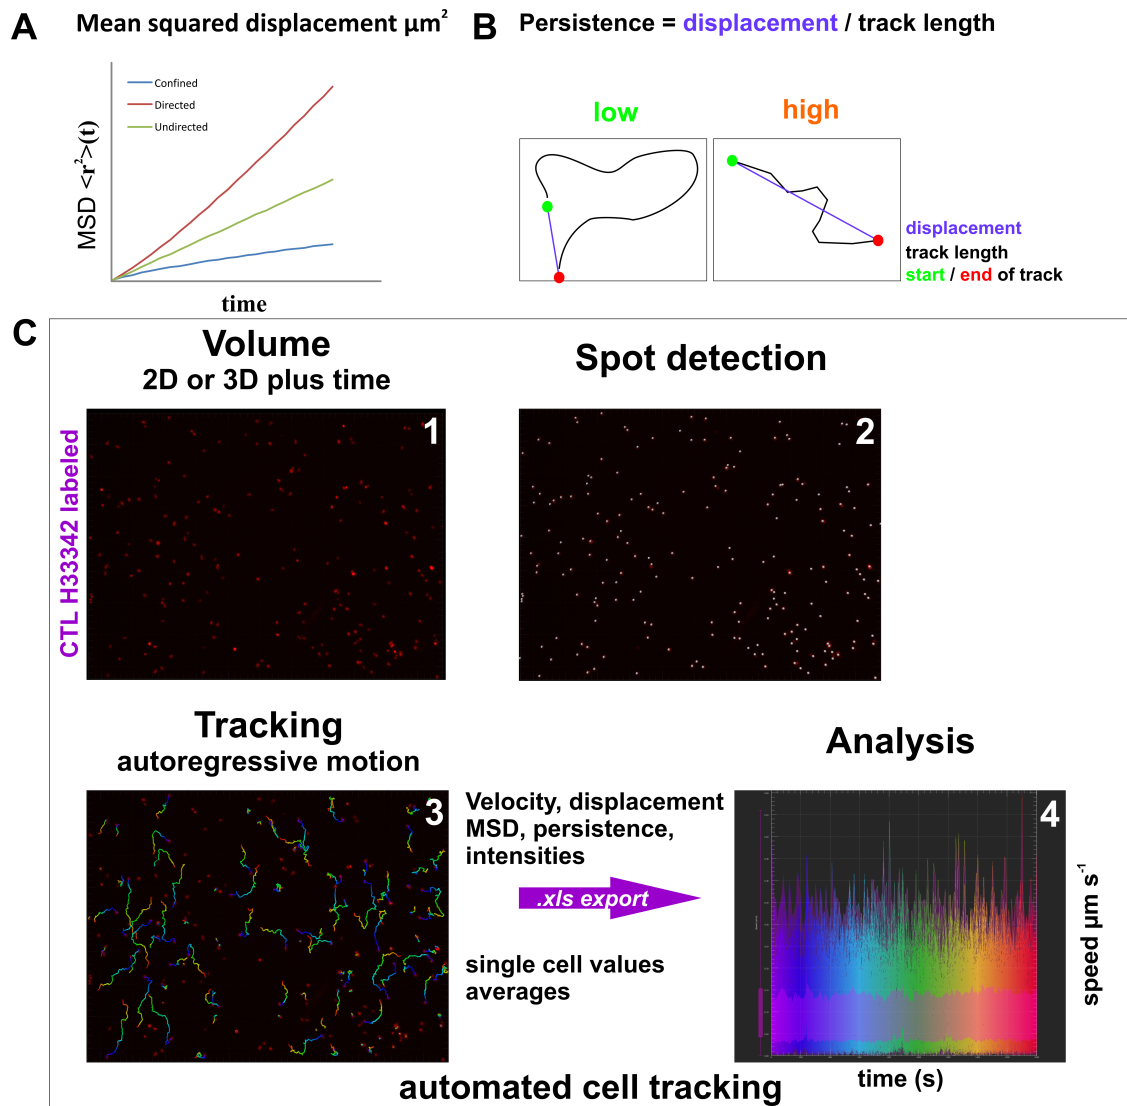 A
Mean squared displacement µm²
MSD <r²>(t)
Confined
Directed
Undirected
time
B
Persistence = displacement / track length
low
high
displacement
track length
start / end of track
C
Volume
2D or 3D plus time
CTL H33342 labeled
1
Spot detection
2
Tracking
autoregressive motion
3
Velocity, displacement
MSD, persistence,
intensities
.xls export
single cell values
averages
Analysis
4
speed µm s⁻¹
time (s)
automated cell tracking